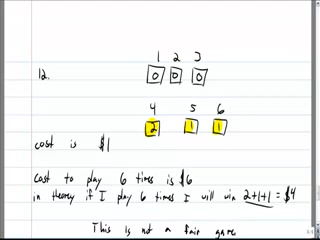 1 2 3
12. 0 0 0
4 5 6
2 1 1
cost is $1
cost to play 6 times is $6
in theory if I play 6 times I will win 2+1+1 = $4
This is not a fair game